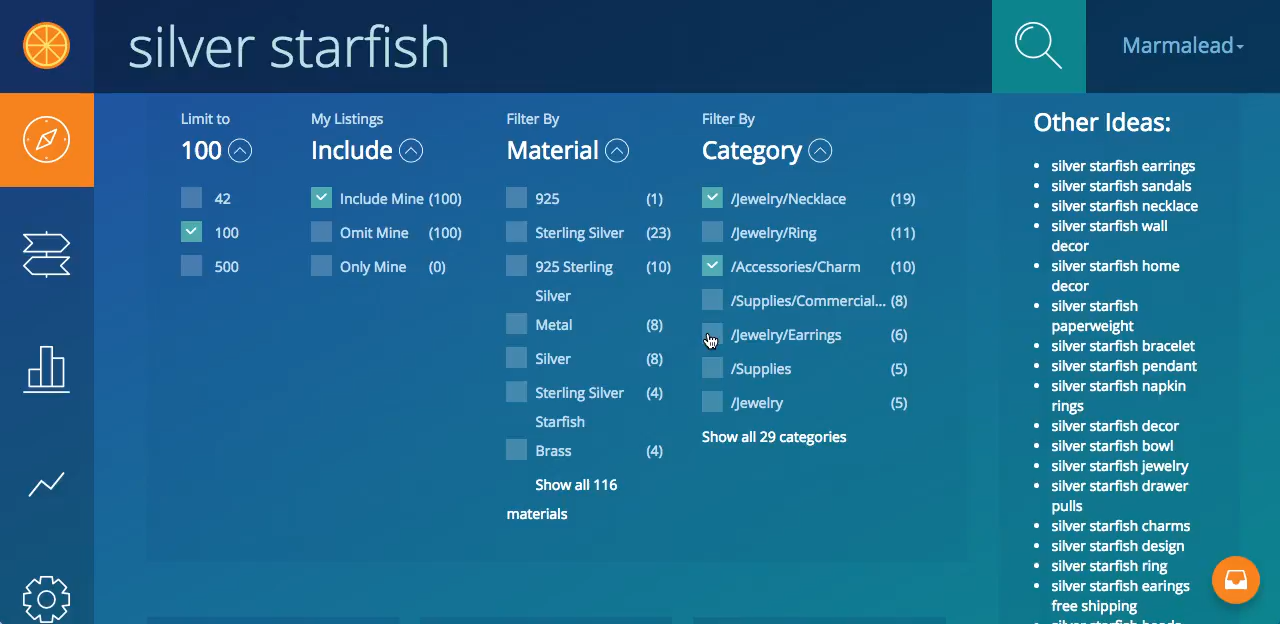 silver starfish
Marmalead
Limit to
100
42
100
500
My Listings
Include
Include Mine (100)
Omit Mine (100)
Only Mine (0)
Filter By
Material
925 (1)
Sterling Silver (23)
925 Sterling (10)
Silver
Metal (8)
Silver (8)
Sterling Silver (4)
Starfish
Brass (4)
Show all 116
materials
Filter By
Category
/Jewelry/Necklace (19)
/Jewelry/Ring (11)
/Accessories/Charm (10)
/Supplies/Commercial... (8)
/Jewelry/Earrings (6)
/Supplies (5)
/Jewelry (5)
Show all 29 categories
Other Ideas:
silver starfish earrings
silver starfish sandals
silver starfish necklace
silver starfish wall
decor
silver starfish home
decor
silver starfish
paperweight
silver starfish bracelet
silver starfish pendant
silver starfish napkin
rings
silver starfish decor
silver starfish bowl
silver starfish jewelry
silver starfish drawer
pulls
silver starfish charms
silver starfish design
silver starfish ring
silver starfish earings
free shipping
silver starfish beads